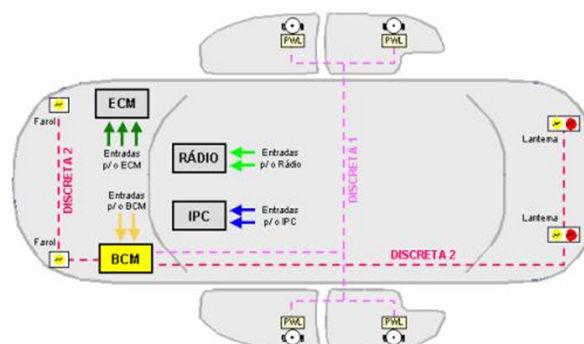 PWL
PWL
ECM
Farol
Entradas
p/o ECM
DISCRETA 2
RÁDIO
Entradas
p/o Rádio
DISCRETA 1
Lanterna
Entradas
p/o BCM
IPC
Entradas
p/o IPC
Lanterna
Farol
BCM
DISCRETA 2
PWL
PWL